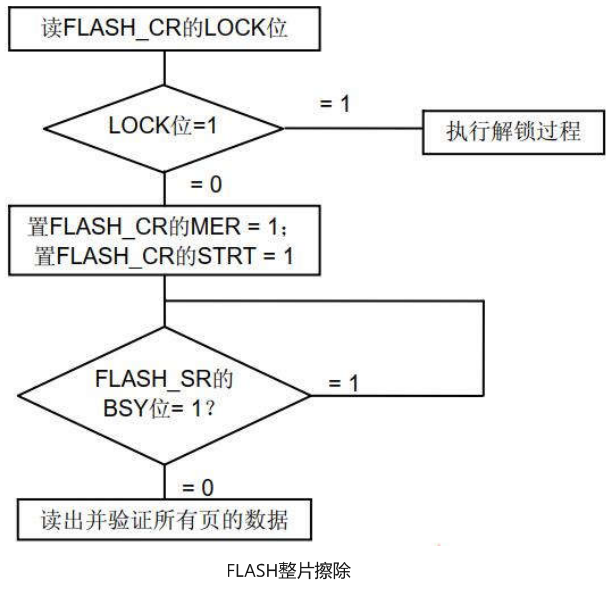 读FLASH_CR的LOCK位
LOCK位=1
= 1
执行解锁过程
= 0
置FLASH_CR的MER = 1;
置FLASH_CR的STRT = 1
FLASH_SR的
BSY位= 1?
= 1
= 0
读出并验证所有页的数据
FLASH整片擦除